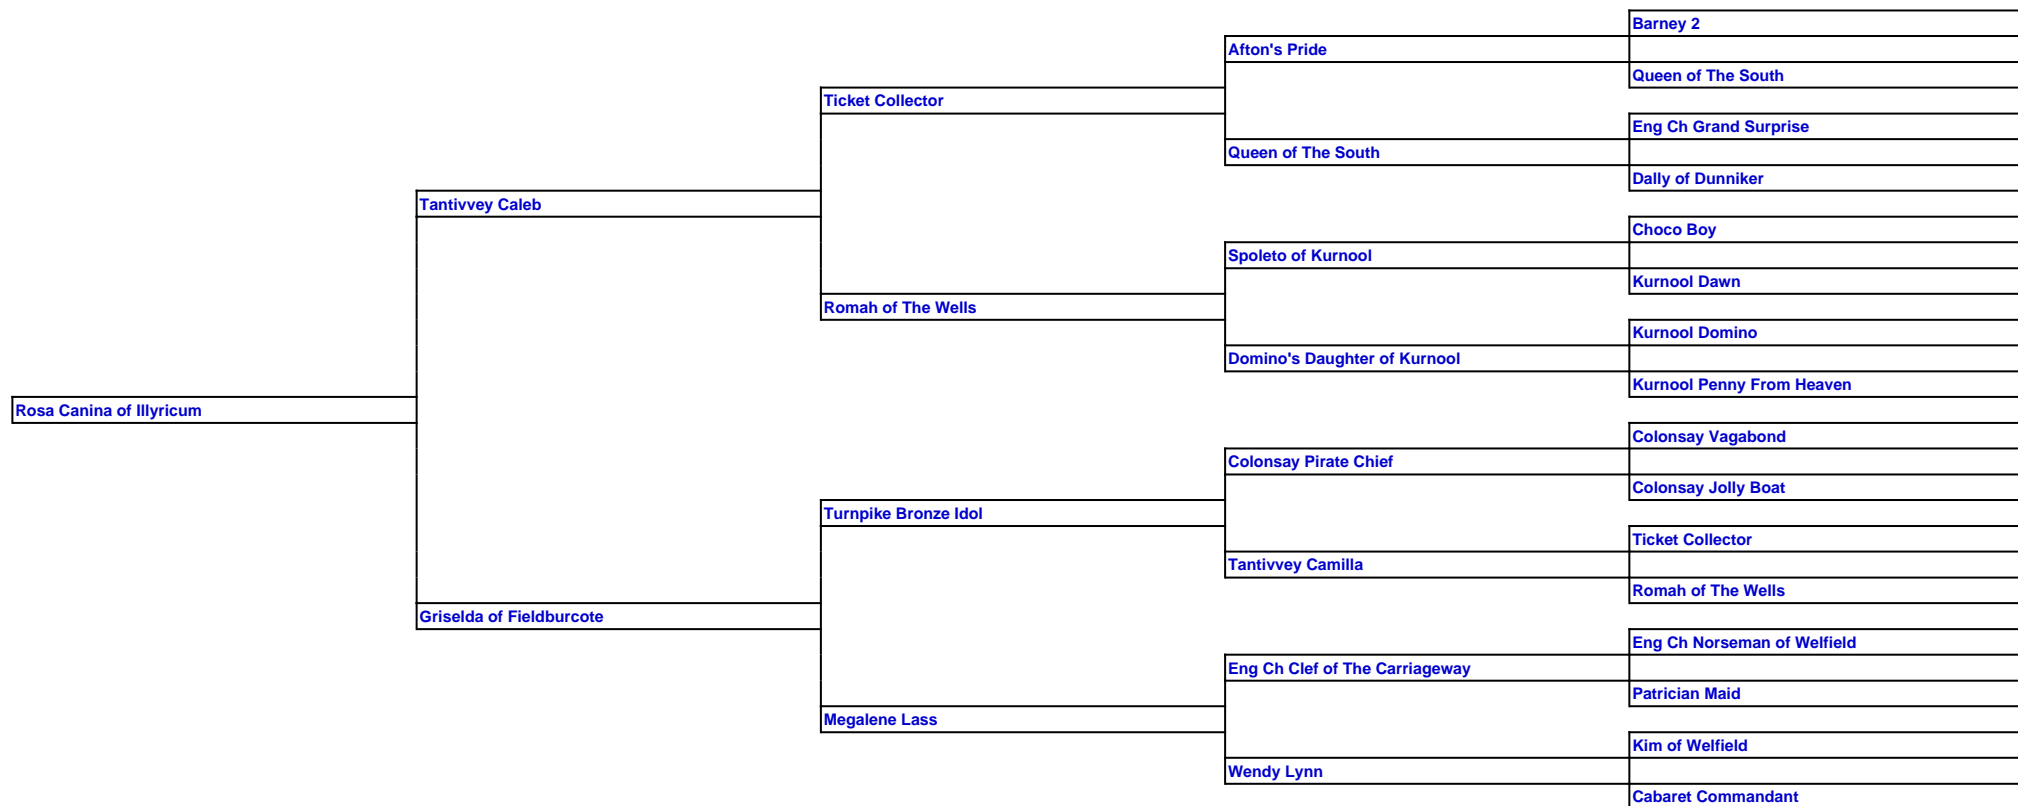 Barney 2
Afton's Pride
Queen of The South
Ticket Collector
Eng Ch Grand Surprise
Queen of The South
Dally of Dunniker
Tantivvey Caleb
Choco Boy
Spoleto of Kurnool
Kurnool Dawn
Romah of The Wells
Kurnool Domino
Domino's Daughter of Kurnool
Kurnool Penny From Heaven
Rosa Canina of Illyricum
Colonsay Vagabond
Colonsay Pirate Chief
Colonsay Jolly Boat
Turnpike Bronze Idol
Ticket Collector
Tantivvey Camilla
Romah of The Wells
Griselda of Fieldburcote
Eng Ch Norseman of Welfield
Eng Ch Clef of The Carriageway
Patrician Maid
Megalene Lass
Kim of Welfield
Wendy Lynn
Cabaret Commandant